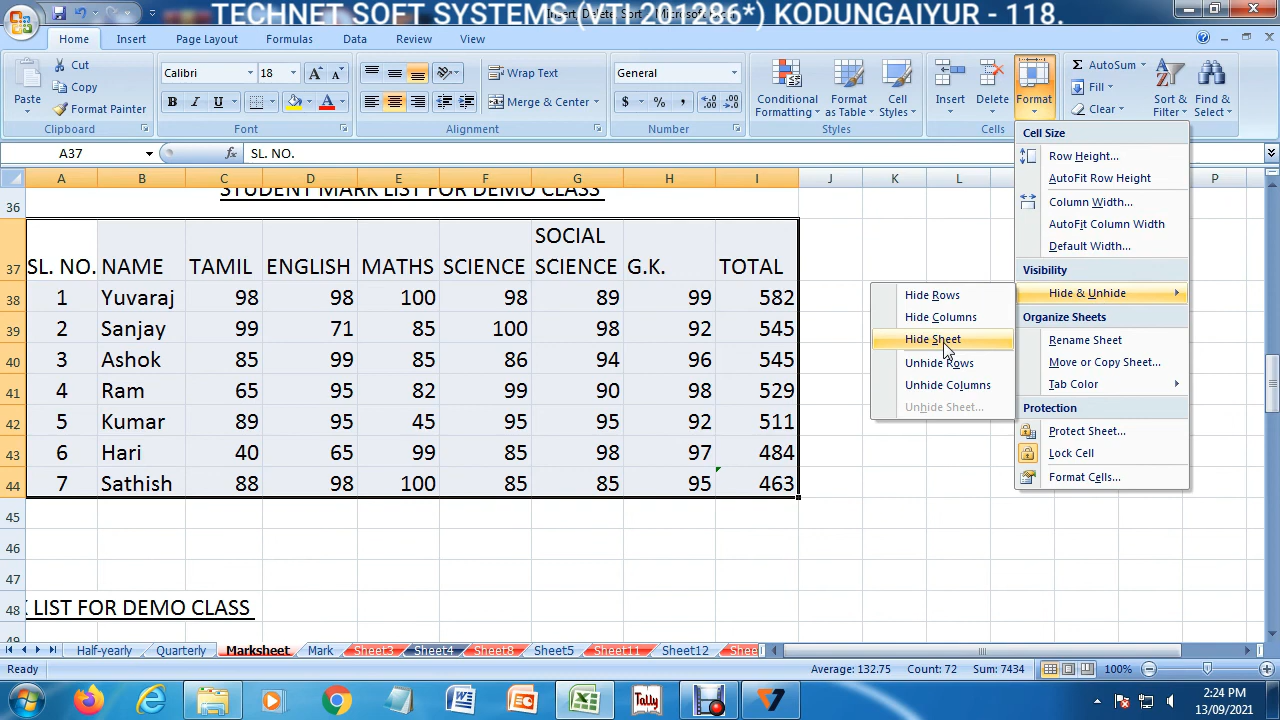 TECHNET SOFT SYSTEMS (VT 201286*) KODUNGAIYUR - 118.
Home Insert Page Layout Formulas Data Review View
Paste
Cut
Copy
Format Painter
Clipboard
Calibri 18
B I U
Font
Wrap Text
Merge & Center
Alignment
General
$ % ,
Number
Conditional Formatting
Format as Table
Cell Styles
Styles
Insert Delete Format
Cells
AutoSum
Fill
Clear
Sort & Filter
Find & Select
A37 fx SL. NO.
A B C D E F G H I J K L P
STUDENT MARK LIST FOR DEMO CLASS
36
37 SL. NO. NAME TAMIL ENGLISH MATHS SCIENCE SOCIAL SCIENCE G.K. TOTAL
38 1 Yuvaraj 98 98 100 98 89 99 582
39 2 Sanjay 99 71 85 100 98 92 545
40 3 Ashok 85 99 85 86 94 96 545
41 4 Ram 65 95 82 99 90 98 529
42 5 Kumar 89 95 45 95 95 92 511
43 6 Hari 40 65 99 85 98 97 484
44 7 Sathish 88 98 100 85 85 95 463
45
46
47
48 LIST FOR DEMO CLASS
49
Cell Size
Row Height...
AutoFit Row Height
Column Width...
AutoFit Column Width
Default Width...
Visibility
Hide & Unhide
Organize Sheets
Rename Sheet
Move or Copy Sheet...
Tab Color
Protection
Protect Sheet...
Lock Cell
Format Cells...
Hide Rows
Hide Columns
Hide Sheet
Unhide Rows
Unhide Columns
Unhide Sheet...
Half-yearly Quarterly Marksheet Mark Sheet3 Sheet4 Sheet8 Sheet5 Sheet11 Sheet12 Shee
Ready Average: 132.75 Count: 72 Sum: 7434 100%
Tally
2:24 PM
13/09/2021